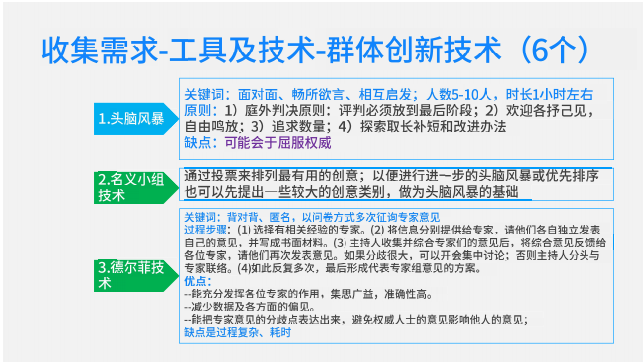 收集需求-工具及技术-群体创新技术（6个）
1.头脑风暴
关键词：面对面、畅所欲言、相互启发；人数5-10人，时长1小时左右
原则：1）庭外判决原则：评判必须放到最后阶段；2）欢迎各抒己见，
自由鸣放；3）追求数量；4）探索取长补短和改进办法
缺点：可能会于屈服权威
2.名义小组
技术
通过投票来排列最有用的创意；以便进行进一步的头脑风暴或优先排序
也可以先提出一些较大的创意类别，做为头脑风暴的基础
3.德尔菲技
术
关键词：背对背、匿名，以问卷方式多次征询专家意见
过程步骤：(1)选择有相关经验的专家。(2)将信息分别提供给专家，请他们各自独立发表
自己的意见，并写成书面材料。(3)主持人收集并综合专家们的意见后，将综合意见反馈给
各位专家，请他们再次发表意见。如果分歧很大，可以开会集中讨论；否则主持人分头与
专家联络。(4)如此反复多次，最后形成代表专家组意见的方案。
优点：
--能充分发挥各位专家的作用，集思广益，准确性高。
--减少数据及各方面的偏见。
--能把专家意见的分歧点表达出来，避免权威人士的意见影响他人的意见；
缺点是过程复杂、耗时